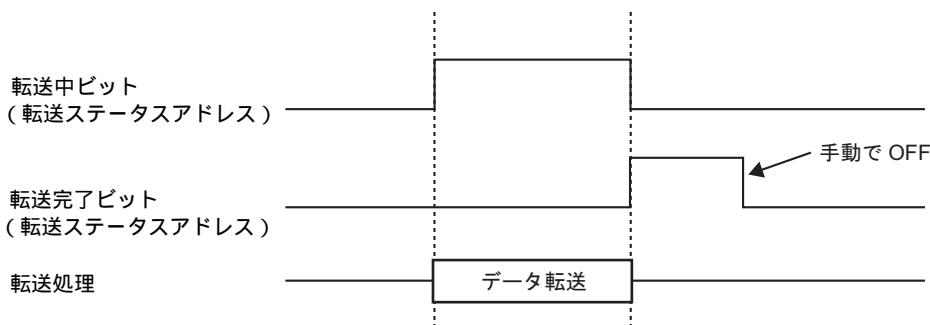 転送中ビット
(転送ステータスアドレス)
手動で OFF
転送完了ビット
(転送ステータスアドレス)
転送処理
データ転送